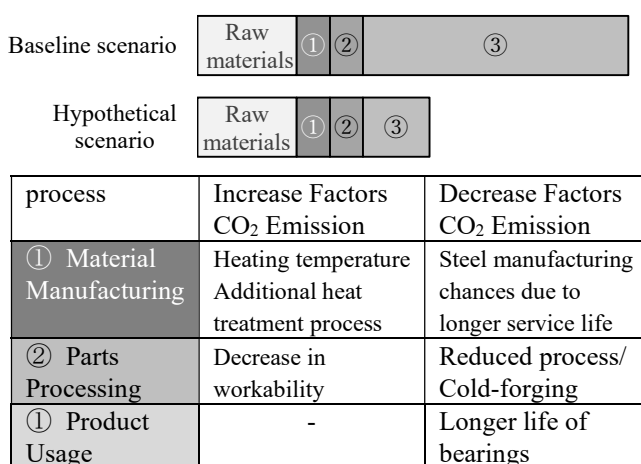 Baseline scenario
Raw
materials
①
②
③
Hypothetical
scenario
Raw
materials
①
②
③
process
Increase Factors
CO₂ Emission
Decrease Factors
CO₂ Emission
① Material
Manufacturing
Heating temperature
Additional heat
treatment process
Steel manufacturing
chances due to
longer service life
② Parts
Processing
Decrease in
workability
Reduced process/
Cold-forging
① Product
Usage
-
Longer life of
bearings